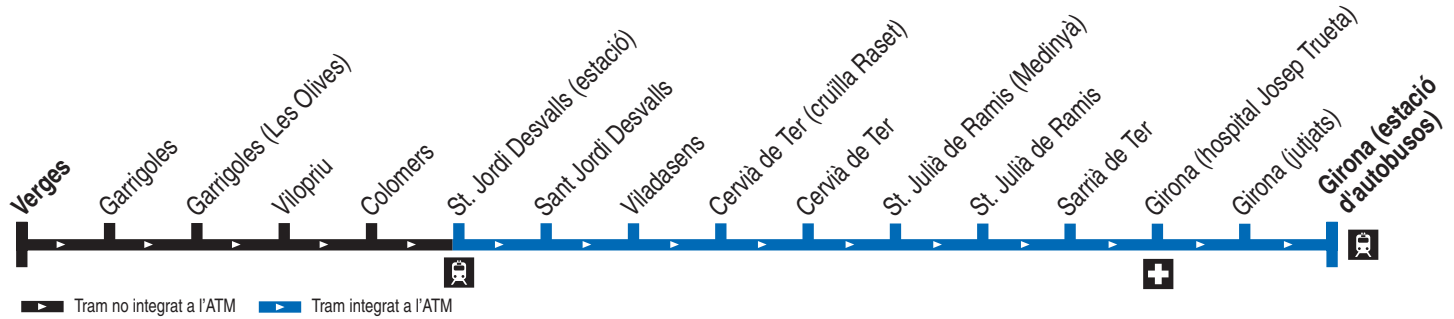 Verges
Garrigoles
Garrigoles (Les Olives)
Vilopriu
Colomers
St. Jordi Desvalls (estació)
Sant Jordi Desvalls
Viladasens
Cervià de Ter (cruïlla Raset)
Cervià de Ter
St. Julià de Ramis (Medinyà)
St. Julià de Ramis
Sarrià de Ter
Girona (hospital Josep Trueta)
Girona (jutjats)
Girona (estació
d'autobusos)
Tram no integrat a l’ATM
Tram integrat a l’ATM